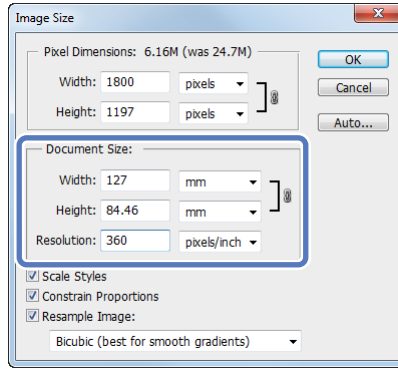 Image Size
Pixel Dimensions: 6.16M (was 24.7M)
Width: 1800 pixels
Height: 1197 pixels
OK
Cancel
Auto...
Document Size:
Width: 127 mm
Height: 84.46 mm
Resolution: 360 pixels/inch
Scale Styles
Constrain Proportions
Resample Image:
Bicubic (best for smooth gradients)